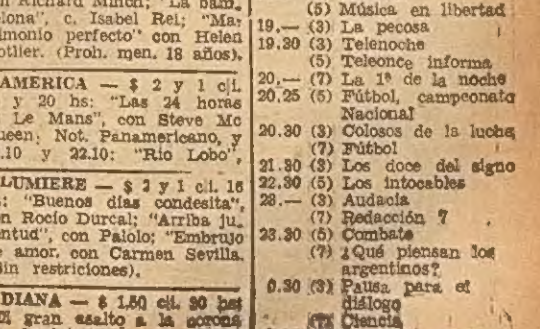 Richard Minon; "La bam.
elona", c. Isabel Rei; "Ma
imonio perfecto" con Helen
otlier. (Proh. men. 18 años).
AMERICA — $ 2 y 1 c|i.
y 20 hs: "Las 24 horas
Le Mans", con Steve Mc
ueen; Not. Panamericano, y
.10 y 22.10: "Río Lobo",
LUMIERE — $ 2 y 1 c.i. 16
: "Buenos días condesita",
n Rocío Durcal; "Arriba ju.
entud", con Palolo; "Embrujo
e amor, con Carmen Sevilla.
in restricciones).
DIANA — $ 1.50 c|i. 20 hs:
El gran asalto a la corona
(5) Música en libertad
19.— (3) La pecosa
19.30 (3) Telenoche
(5) Teleonce informa
20.— (7) La 1ª de la noche
20.25 (5) Fútbol, campeonato
Nacional
20.30 (3) Colosos de la lucha
(7) Fútbol
21.30 (3) Los doce del signo
22.30 (5) Los intocables
23.— (3) Audacia
(7) Redacción 7
23.30 (5) Combate
(7) ¿Qué piensan los
argentinos?
0.30 (3) Pausa para el
diálogo
(7) Ciencia